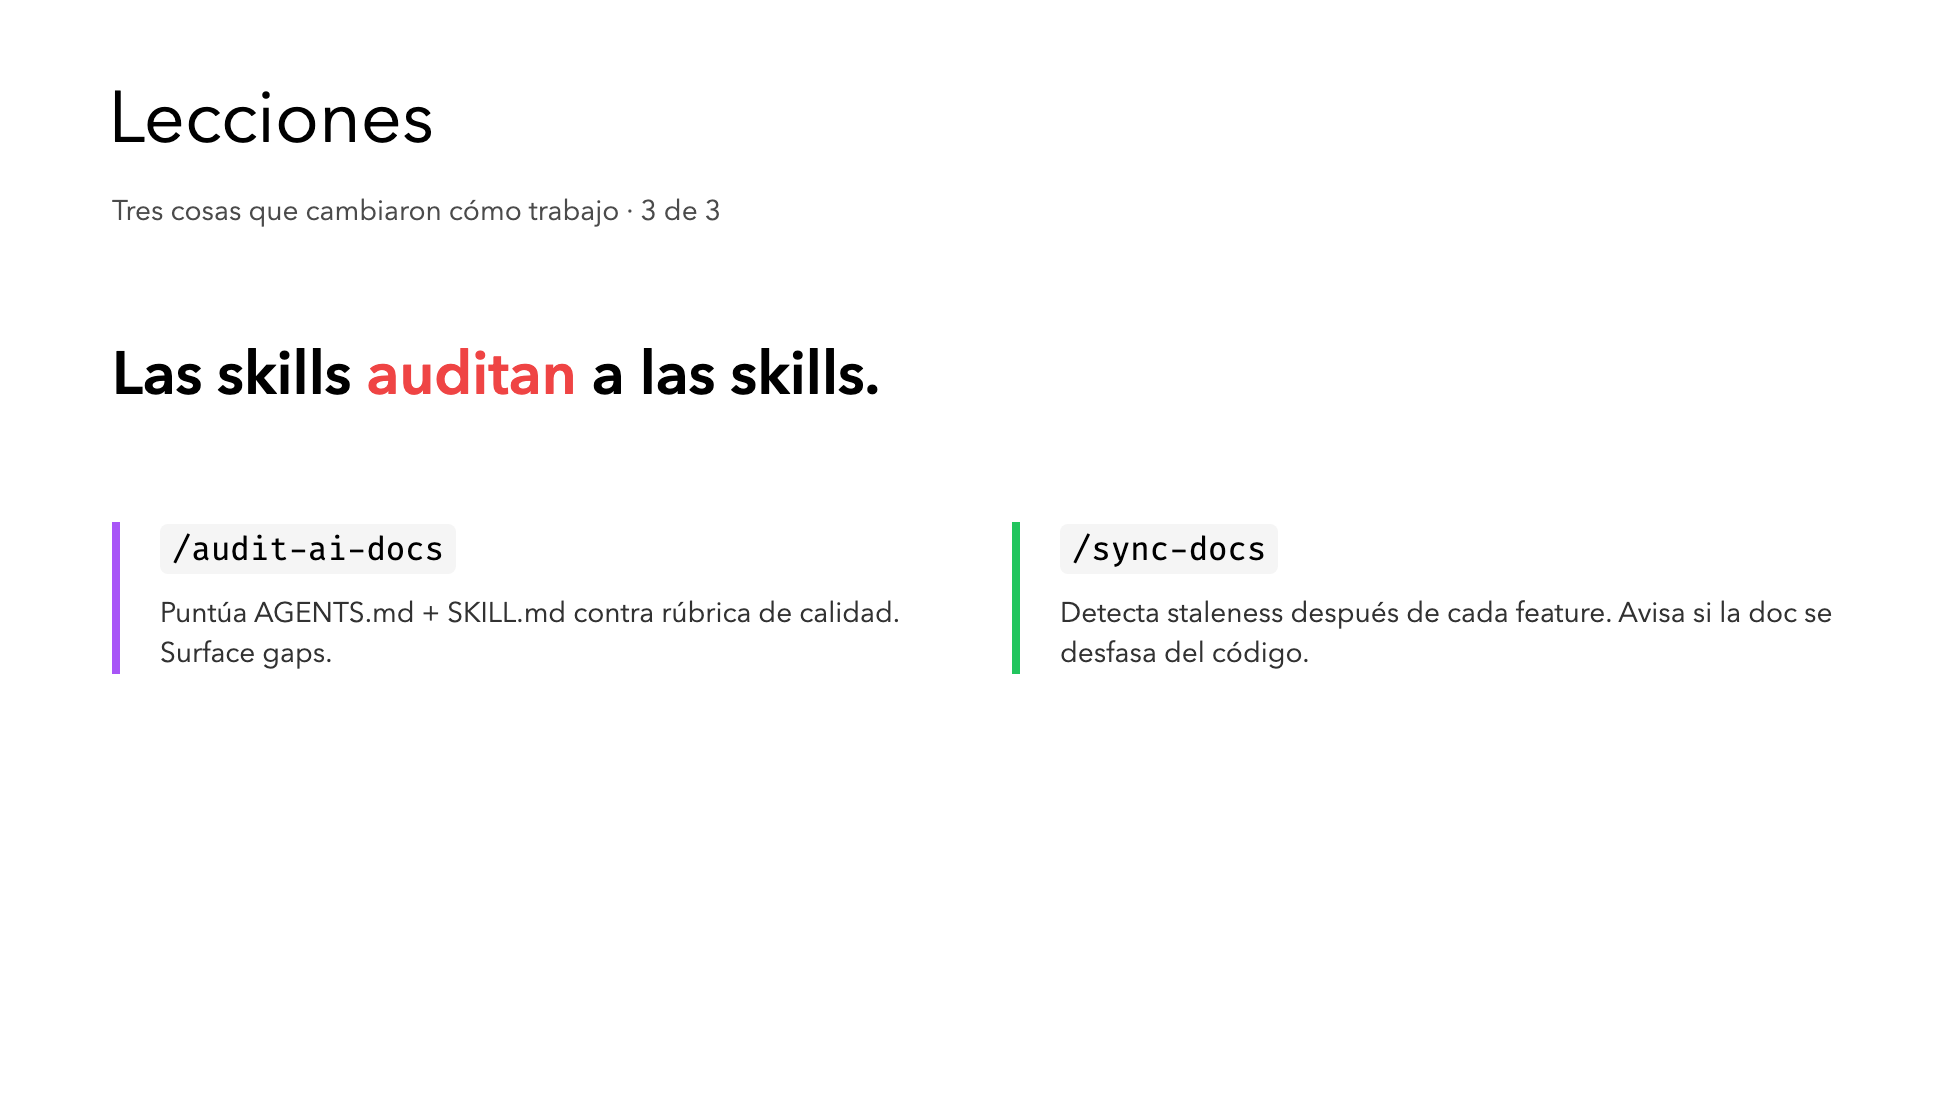 Lecciones
Tres cosas que cambiaron cómo trabajo · 3 de 3
Las skills auditan a las skills.
/audit-ai-docs
Puntúa AGENTS.md + SKILL.md contra rúbrica de calidad.
Surface gaps.
/sync-docs
Detecta staleness después de cada feature. Avisa si la doc se
desfasa del código.